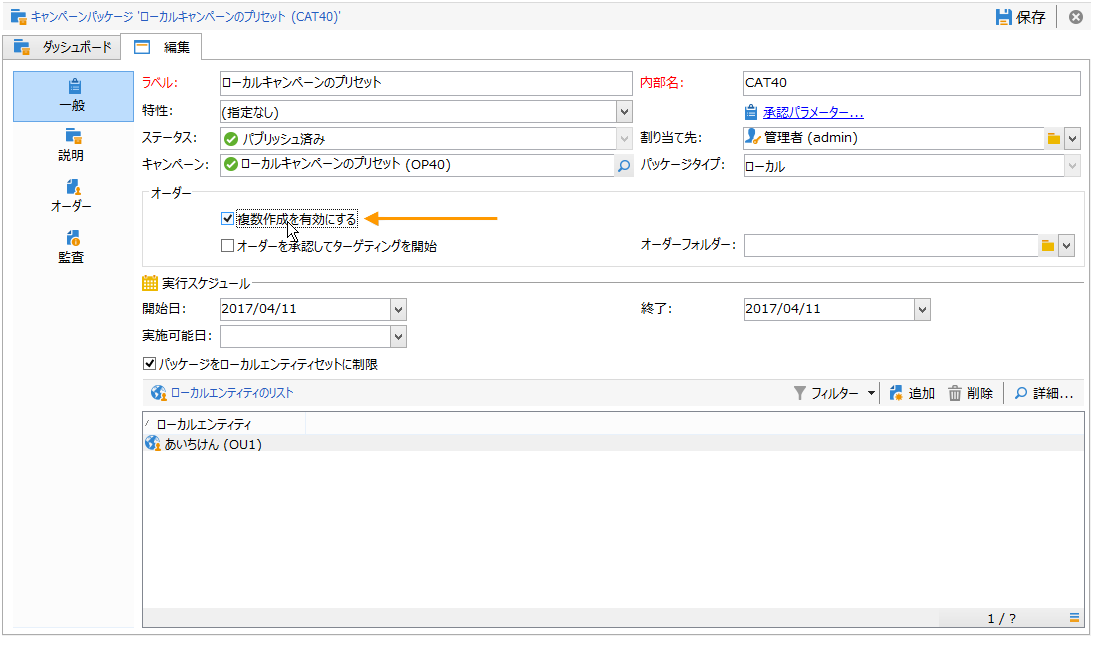 キャンペーンパッケージ 'ローカルキャンペーンのプリセット (CAT40)'
保存
ダッシュボード
編集
一般
説明
オーダー
監査
ラベル: ローカルキャンペーンのプリセット
内部名: CAT40
特性: (指定なし)
承認パラメーター...
ステータス: パブリッシュ済み
割り当て先: 管理者 (admin)
キャンペーン: ローカルキャンペーンのプリセット (OP40)
パッケージタイプ: ローカル
オーダー
複数作成を有効にする
オーダーを承認してターゲティングを開始
オーダーフォルダー:
実行スケジュール
開始日: 2017/04/11
終了: 2017/04/11
実施可能日:
パッケージをローカルエンティティセットに制限
ローカルエンティティのリスト
フィルター
追加
削除
詳細...
ローカルエンティティ
あいちけん (OU1)
1 / ?